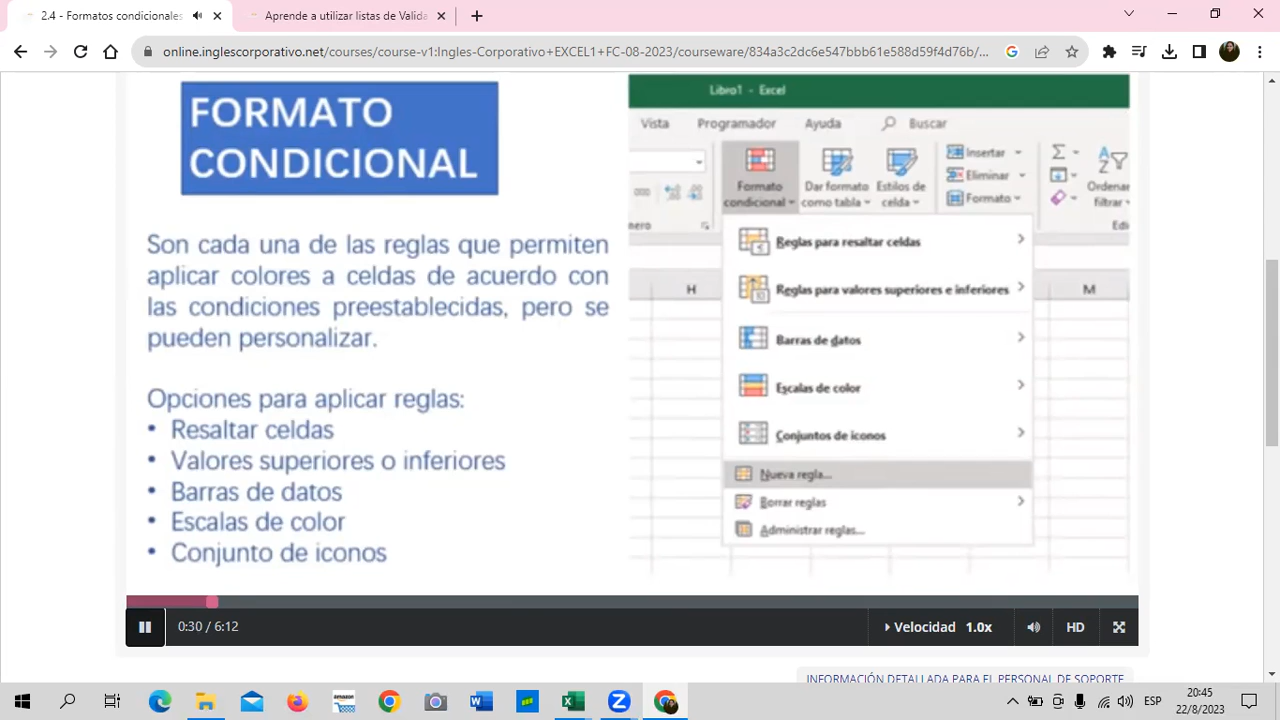 2.4 - Formatos condicionales
Aprende a utilizar listas de Valida
online.inglescorporativo.net/courses/course-v1:Ingles-Corporativo+EXCEL1+FC-08-2023/courseware/834a3c2dc6e547bbb61e588d59f4d76b/...
FORMATO
CONDICIONAL
Son cada una de las reglas que permiten
aplicar colores a celdas de acuerdo con
las condiciones preestablecidas, pero se
pueden personalizar.
Opciones para aplicar reglas:
• Resaltar celdas
• Valores superiores o inferiores
• Barras de datos
• Escalas de color
• Conjunto de iconos
Libro1 - Excel
Vista Programador Ayuda Buscar
Formato condicional
Dar formato como tabla
Estilos de celda
Insertar
Eliminar
Formato
Ordenar
filtrar
000
nero
Edi
H M
Reglas para resaltar celdas
Reglas para valores superiores e inferiores
Barras de datos
Escalas de color
Conjuntos de iconos
Nueva regla...
Borrar reglas
Administrar reglas...
0:30 / 6:12
Velocidad 1.0x
HD
INFORMACIÓN DETALLADA PARA EL PERSONAL DE SOPORTE
ESP
20:45
22/8/2023